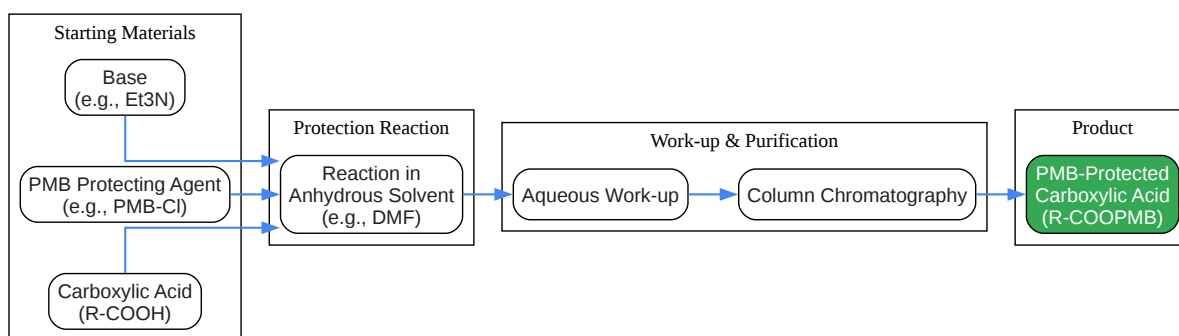 Starting Materials
Base
(e.g., Et3N)
PMB Protecting Agent
(e.g., PMB-Cl)
Carboxylic Acid
(R-COOH)
Protection Reaction
Reaction in
Anhydrous Solvent
(e.g., DMF)
Work-up & Purification
Aqueous Work-up
Column Chromatography
Product
PMB-Protected
Carboxylic Acid
(R-COOPMB)